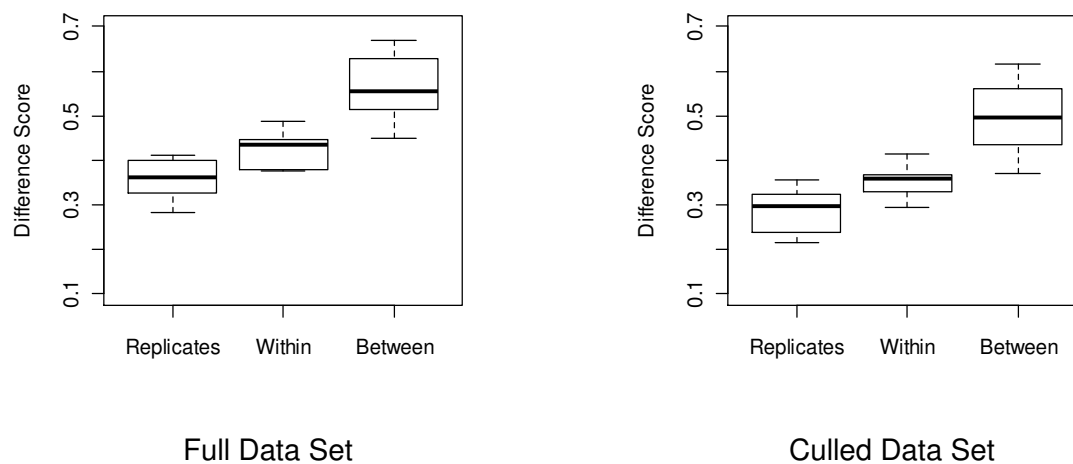 0.7
0.5
0.3
0.1
Difference Score
Replicates Within Between
Full Data Set
0.7
0.5
0.3
0.1
Difference Score
Replicates Within Between
Culled Data Set